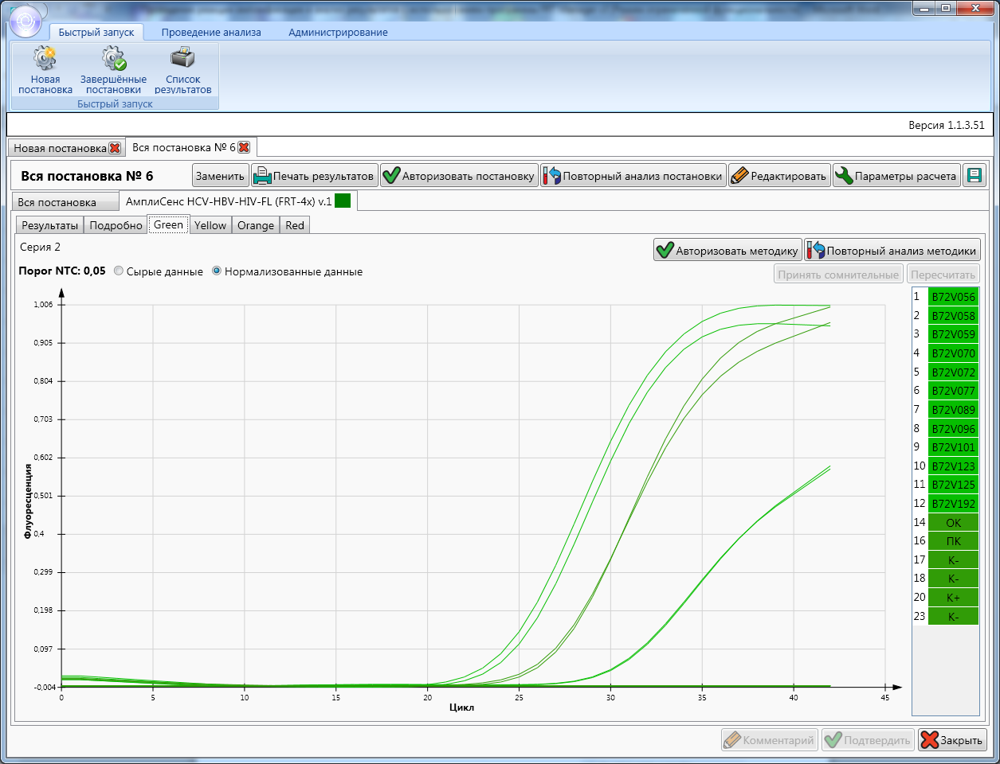 Быстрый запуск Проведение анализа Администрирование
Новая постановка
Завершённые постановки
Список результатов
Быстрый запуск
Версия 1.1.3.51
Новая постановка Вся постановка № 6
Вся постановка № 6 Заменить Печать результатов Авторизовать постановку Повторный анализ постановки Редактировать Параметры расчета
Вся постановка АмплиСенс HCV-HBV-HIV-FL (FRT-4x) v.1
Результаты Подробно Green Yellow Orange Red
Серия 2 Авторизовать методику Повторный анализ методики
Порог NTC: 0,05 Сырые данные Нормализованные данные Принять сомнительные Пересчитать
1,006
0,905
0,804
0,703
0,602
0,501
0,4
0,299
0,198
0,097
-0,004
Флуоресценция
0 5 10 15 20 25 30 35 40 45
Цикл
1 B72V056
2 B72V058
3 B72V059
4 B72V070
5 B72V072
6 B72V077
7 B72V089
8 B72V096
9 B72V101
10 B72V123
11 B72V125
12 B72V192
14 ОК
16 ПК
17 К-
18 К-
20 К+
23 К-
Комментарий Подтвердить Закрыть